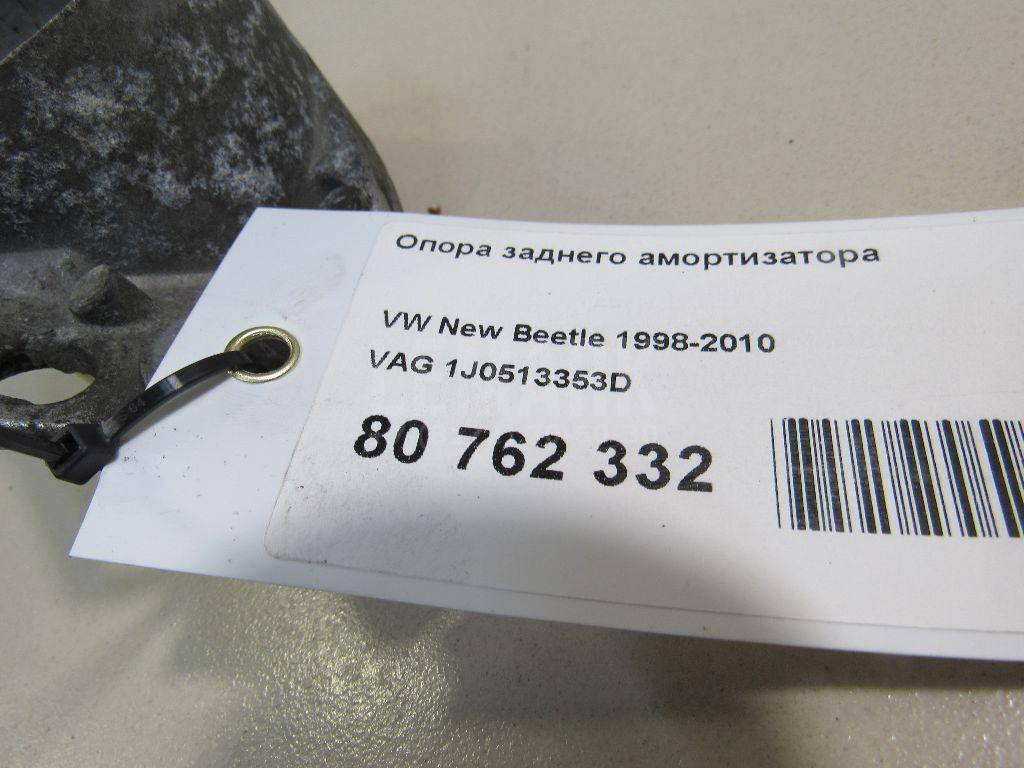 Опора заднего амортизатора
VW New Beetle 1998-2010
VAG 1J0513353D
80 762 332